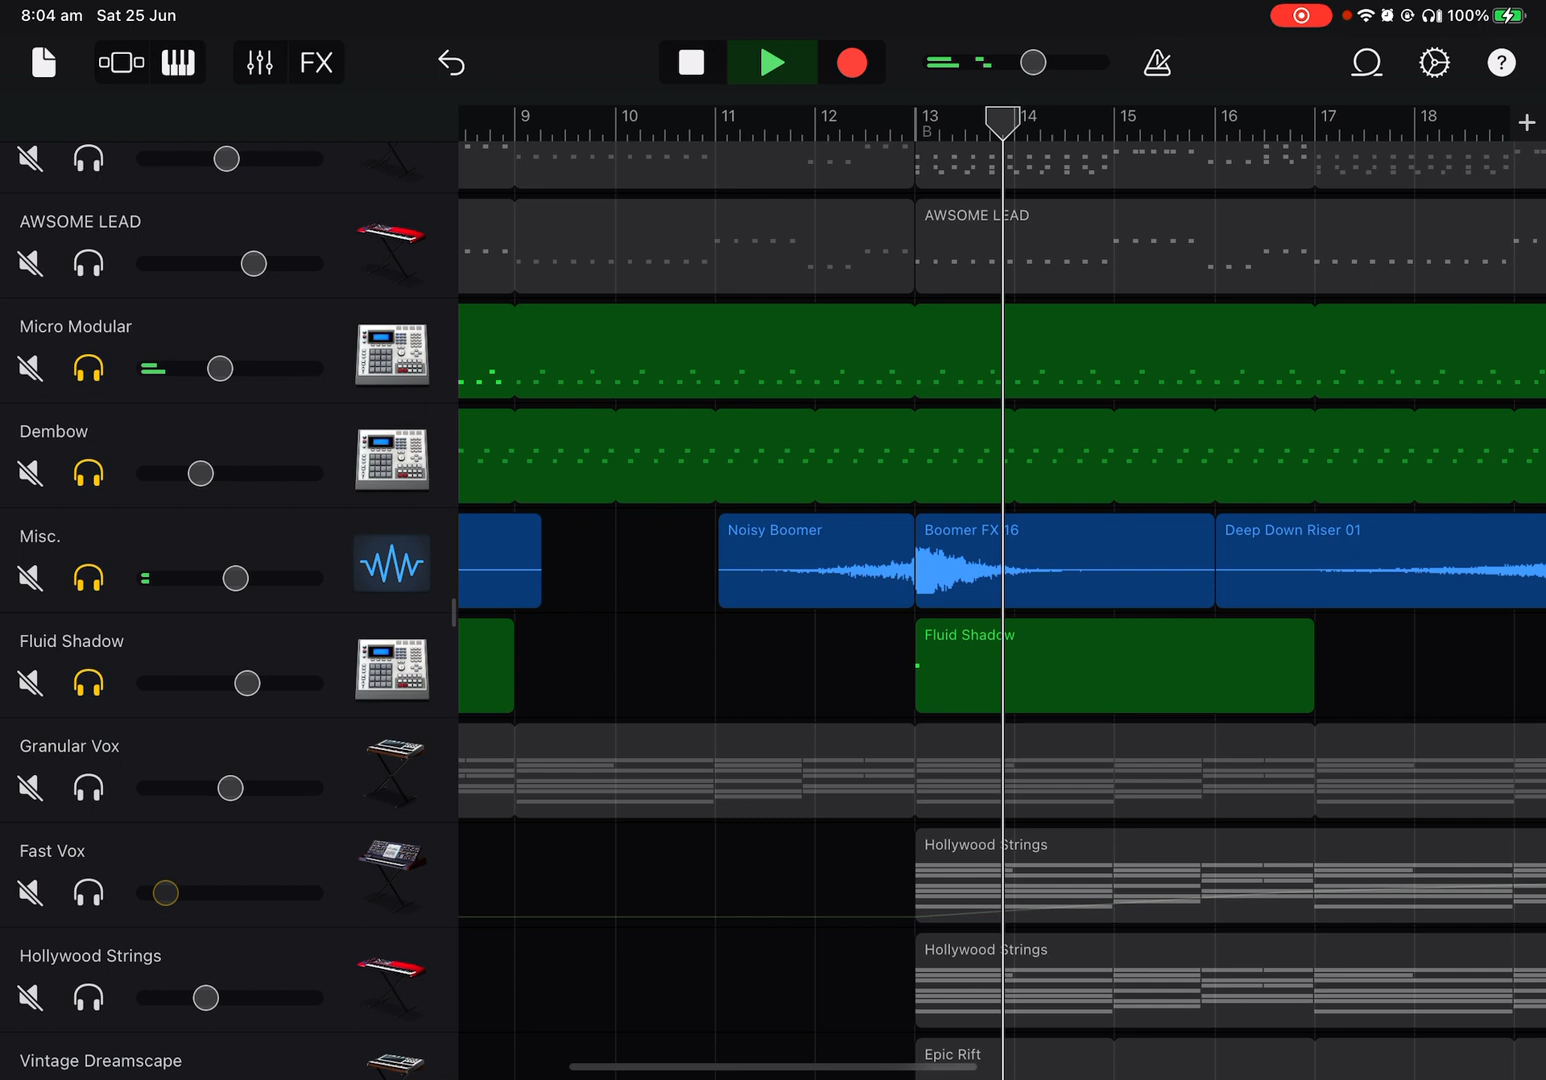 8:04 am Sat 25 Jun
100%
FX
?
9 10 11 12 13 14 15 16 17 18 +
B
AWSOME LEAD
AWSOME LEAD
Micro Modular
Dembow
Misc.
Noisy Boomer
Boomer FX 16
Deep Down Riser 01
Fluid Shadow
Fluid Shadow
Granular Vox
Fast Vox
Hollywood Strings
Hollywood Strings
Hollywood Strings
Vintage Dreamscape
Epic Rift